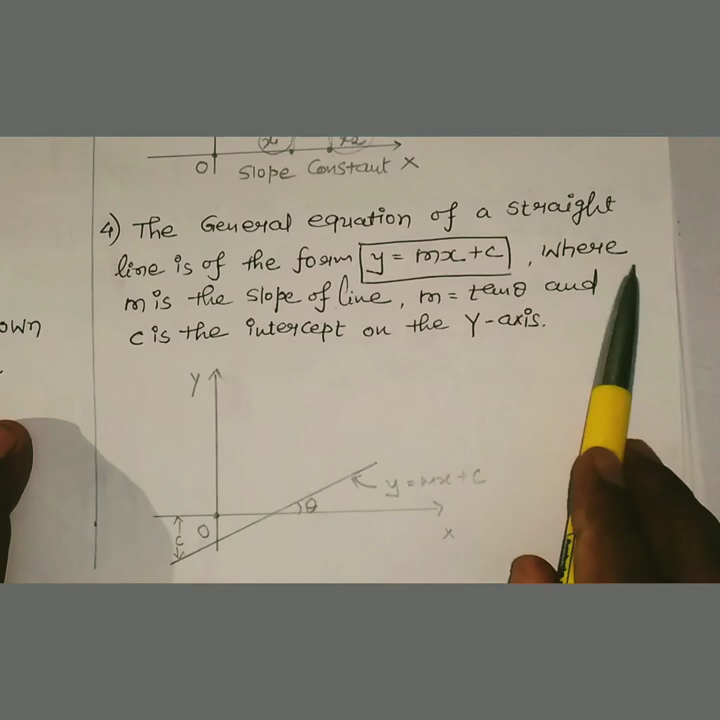 O
Slope Constant X
4) The General equation of a straight
line is of the form y = mx + c, where
m is the slope of line, m = tanθ and
c is the intercept on the Y-axis.
own
Y
y = mx + c
θ
O
c
x